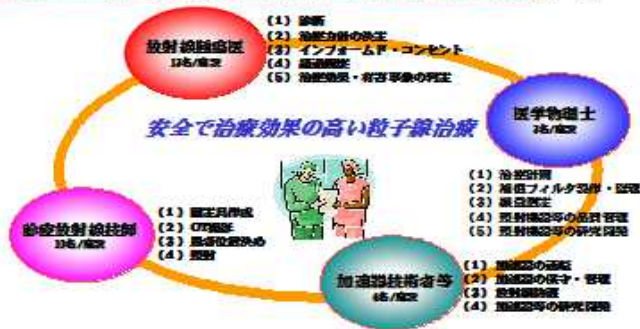 放射線腫瘍医
(1) 診断
(2) 治療方針の決定
(3) インフォームド・コンセント
(4) 経過観察
(5) 治療効果・有害事象の判定
安全で治療効果の高い粒子線治療
医学物理士
(1) 治療計画
(2) 補償フィルタ製作・管理
(3) 線量測定
(4) 照射機器等の品質管理
(5) 照射機器等の研究開発
診療放射線技師
(1) 固定具作成
(2) CT撮影
(3) 患者位置決め
(4) 照射
加速器技術者等
(1) 加速器の運転
(2) 加速器の保守・管理
(3) 放射線防護
(4) 加速器等の研究開発